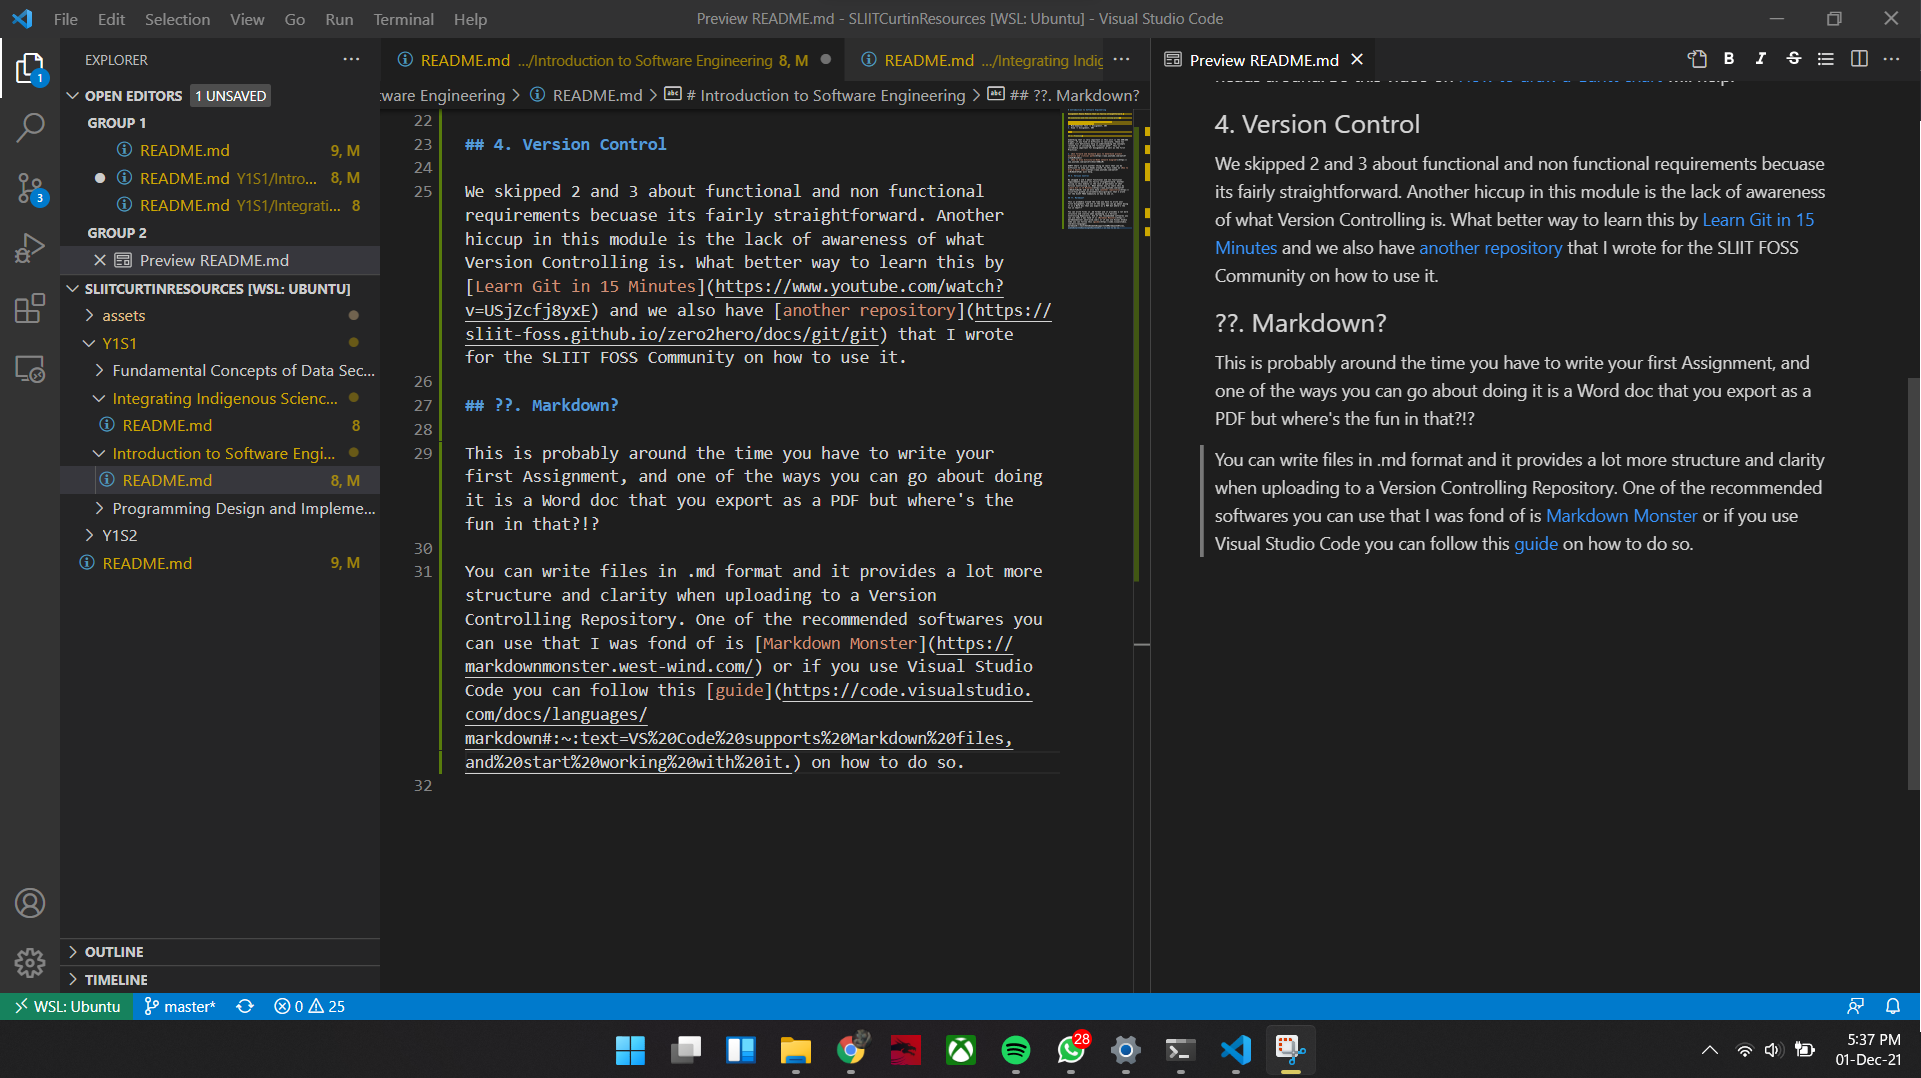 File Edit Selection View Go Run Terminal Help
Preview README.md - SLIITCurtinResources [WSL: Ubuntu] - Visual Studio Code
EXPLORER
OPEN EDITORS 1 UNSAVED
GROUP 1
README.md 9, M
README.md Y1S1/Intro... 8, M
README.md Y1S1/Integrati... 8
GROUP 2
Preview README.md
SLIITCURTINRESOURCES [WSL: UBUNTU]
assets
Y1S1
Fundamental Concepts of Data Sec...
Integrating Indigenous Scienc...
README.md 8
Introduction to Software Engi...
README.md 8, M
Programming Design and Impleme...
Y1S2
README.md 9, M
OUTLINE
TIMELINE
1
3
README.md .../Introduction to Software Engineering 8, M
README.md .../Integrating Indig
ware Engineering > README.md > # Introduction to Software Engineering > ## ??. Markdown?
22
23 ## 4. Version Control
24
25 We skipped 2 and 3 about functional and non functional
requirements becuase its fairly straightforward. Another
hiccup in this module is the lack of awareness of what
Version Controlling is. What better way to learn this by
[Learn Git in 15 Minutes](https://www.youtube.com/watch?
v=USjZcfj8yxE) and we also have [another repository](https://
sliit-foss.github.io/zero2hero/docs/git/git) that I wrote
for the SLIIT FOSS Community on how to use it.
26
27 ## ??. Markdown?
28
29 This is probably around the time you have to write your
first Assignment, and one of the ways you can go about doing
it is a Word doc that you export as a PDF but where's the
fun in that?!?
30
31 You can write files in .md format and it provides a lot more
structure and clarity when uploading to a Version
Controlling Repository. One of the recommended softwares you
can use that I was fond of is [Markdown Monster](https://
markdownmonster.west-wind.com/) or if you use Visual Studio
Code you can follow this [guide](https://code.visualstudio.
com/docs/languages/
markdown#:~:text=VS%20Code%20supports%20Markdown%20files,
and%20start%20working%20with%20it.) on how to do so.
32
Preview README.md
4. Version Control
We skipped 2 and 3 about functional and non functional requirements becuase
its fairly straightforward. Another hiccup in this module is the lack of awareness
of what Version Controlling is. What better way to learn this by Learn Git in 15
Minutes and we also have another repository that I wrote for the SLIIT FOSS
Community on how to use it.
??. Markdown?
This is probably around the time you have to write your first Assignment, and
one of the ways you can go about doing it is a Word doc that you export as a
PDF but where's the fun in that?!?
You can write files in .md format and it provides a lot more structure and clarity
when uploading to a Version Controlling Repository. One of the recommended
softwares you can use that I was fond of is Markdown Monster or if you use
Visual Studio Code you can follow this guide on how to do so.
WSL: Ubuntu master* 0 25
28
5:37 PM
01-Dec-21